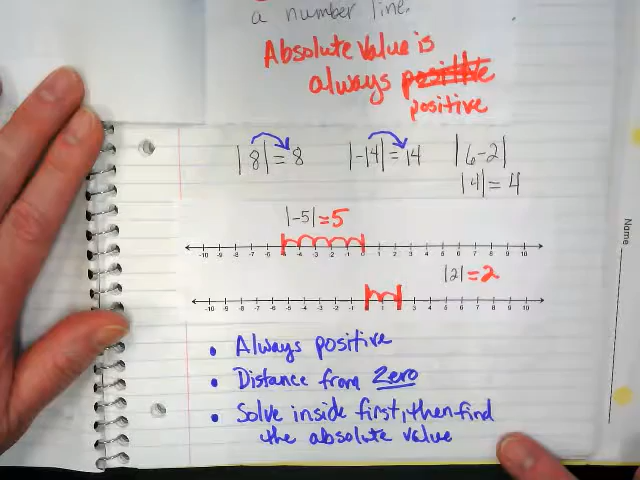 a number line.
Absolute value is
always positive
positive
|8| = 8 |-14| = 14 |6-2|
|4| = 4
|-5| = 5
-10 -9 -8 -7 -6 -5 -4 -3 -2 -1 0 1 2 3 4 5 6 7 8 9 10
|2| = 2
-10 -9 -8 -7 -6 -5 -4 -3 -2 -1 0 1 2 3 4 5 6 7 8 9 10
• Always positive
• Distance from Zero
• Solve inside first, then find
the absolute value
Name